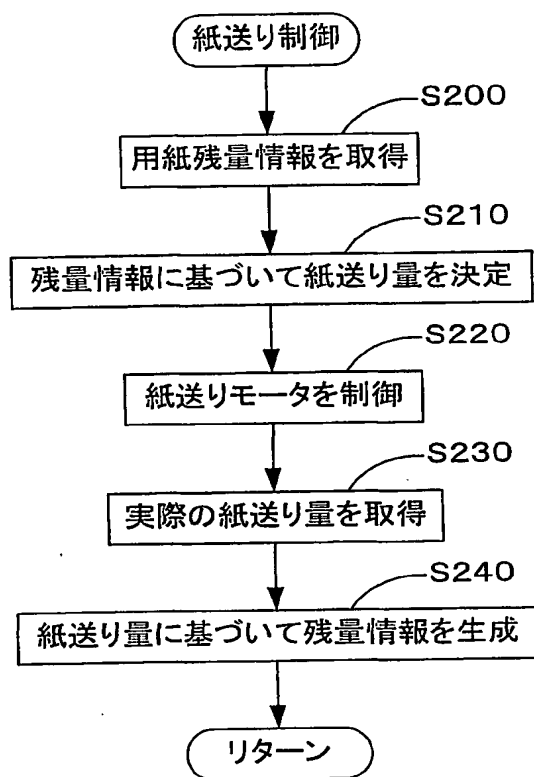 紙送り制御
S200
用紙残量情報を取得
S210
残量情報に基づいて紙送り量を決定
S220
紙送りモータを制御
S230
実際の紙送り量を取得
S240
紙送り量に基づいて残量情報を生成
リターン